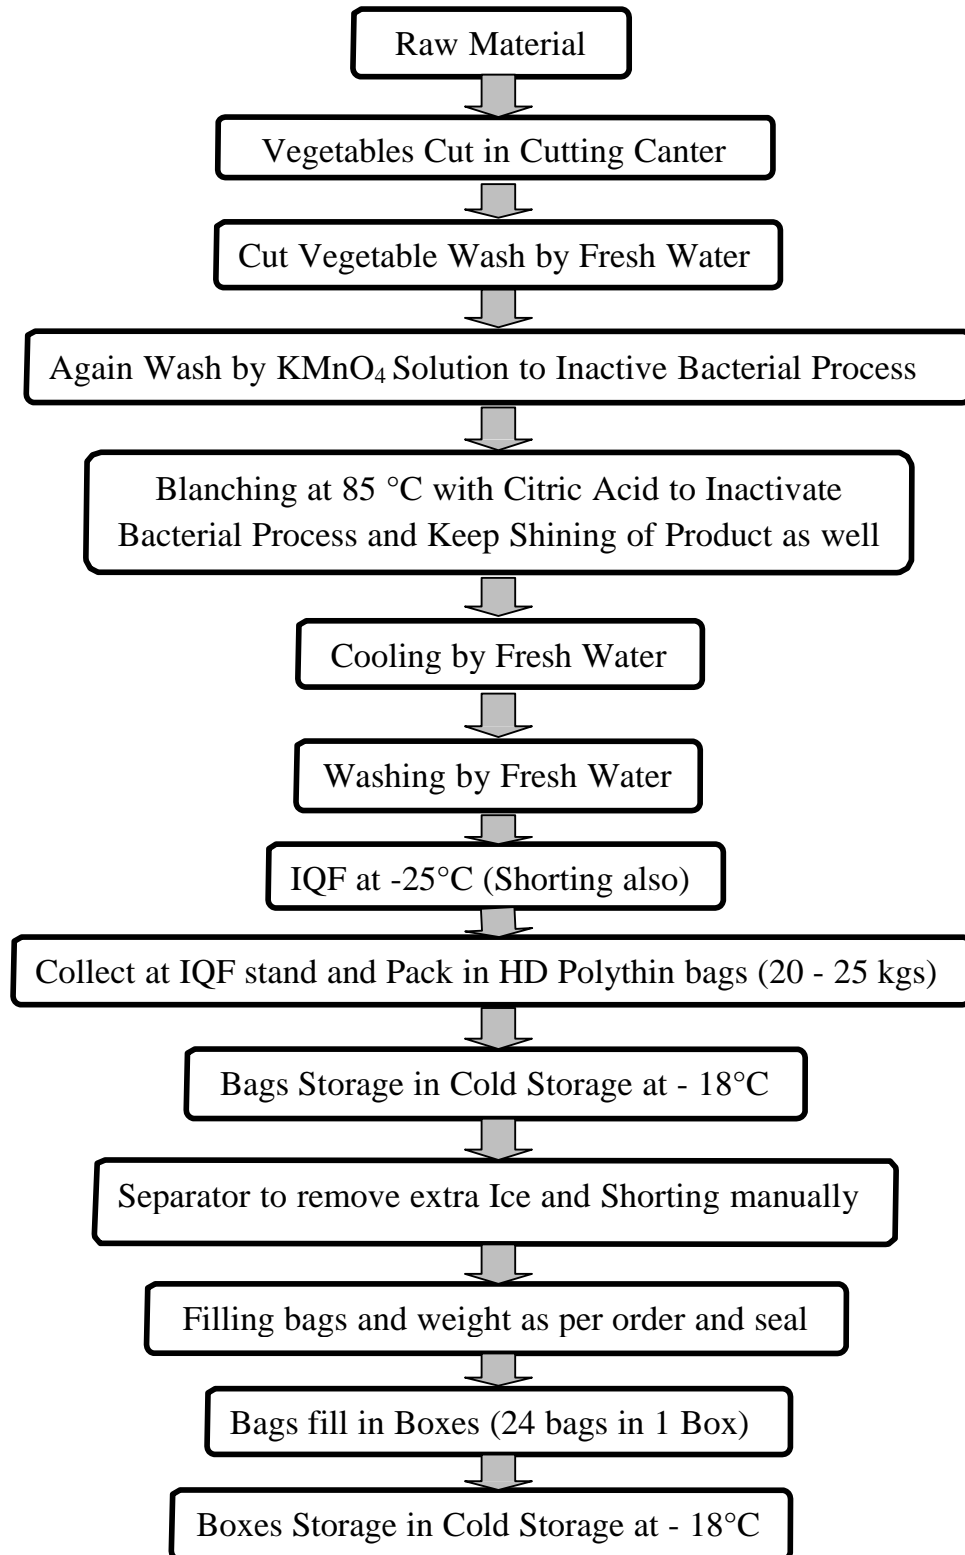 Raw Material
Vegetables Cut in Cutting Canter
Cut Vegetable Wash by Fresh Water
Again Wash by KMnO₄ Solution to Inactive Bacterial Process
Blanching at 85 °C with Citric Acid to Inactivate
Bacterial Process and Keep Shining of Product as well
Cooling by Fresh Water
Washing by Fresh Water
IQF at -25°C (Shorting also)
Collect at IQF stand and Pack in HD Polythin bags (20 - 25 kgs)
Bags Storage in Cold Storage at - 18°C
Separator to remove extra Ice and Shorting manually
Filling bags and weight as per order and seal
Bags fill in Boxes (24 bags in 1 Box)
Boxes Storage in Cold Storage at - 18°C